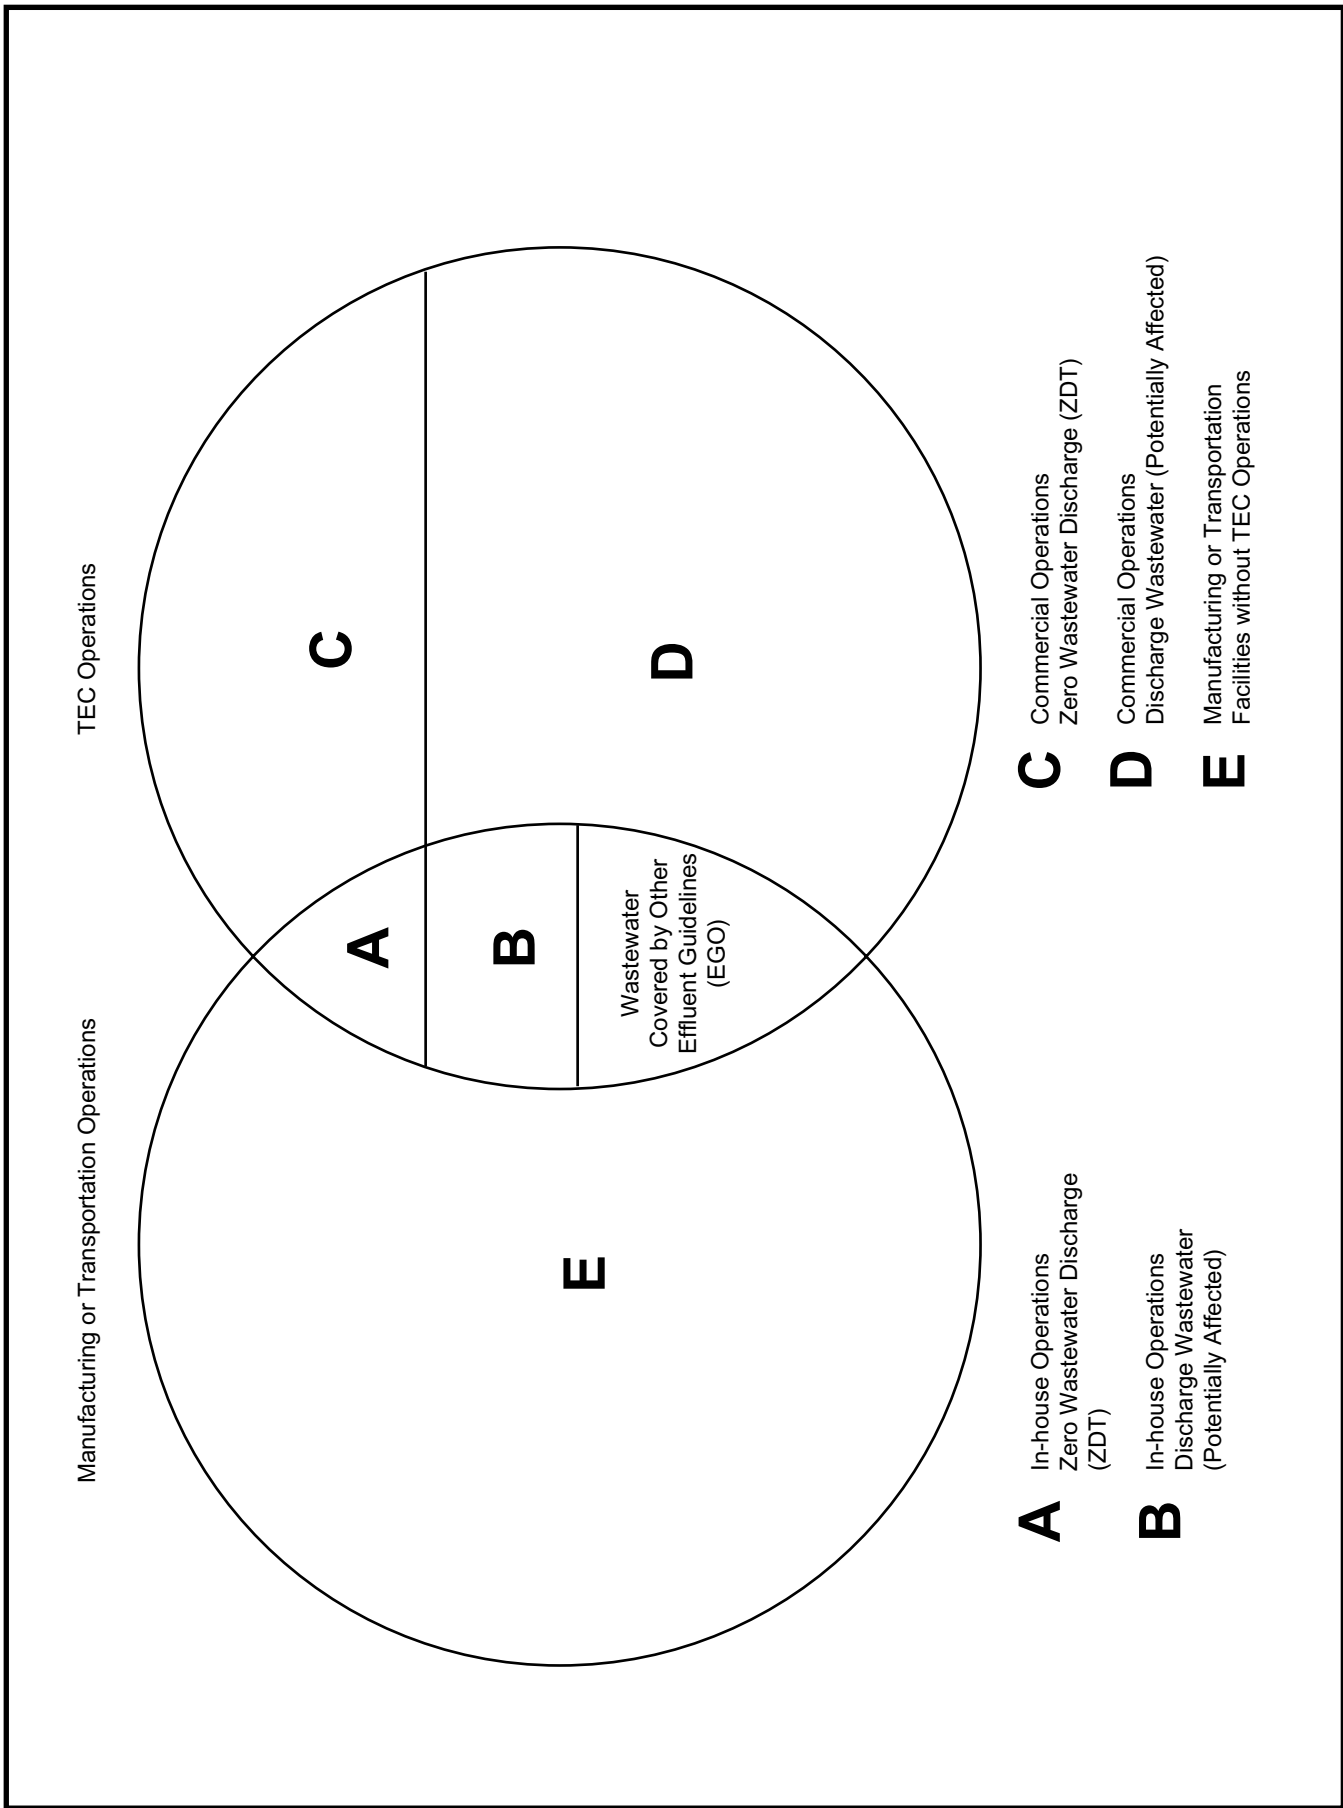 Manufacturing or Transportation Operations
TEC Operations
A
C
B
E
D
Wastewater
Covered by Other
Effluent Guidelines
(EGO)
A
In-house Operations
Zero Wastewater Discharge
(ZDT)
B
In-house Operations
Discharge Wastewater
(Potentially Affected)
C
Commercial Operations
Zero Wastewater Discharge (ZDT)
D
Commercial Operations
Discharge Wastewater (Potentially Affected)
E
Manufacturing or Transportation
Facilities without TEC Operations